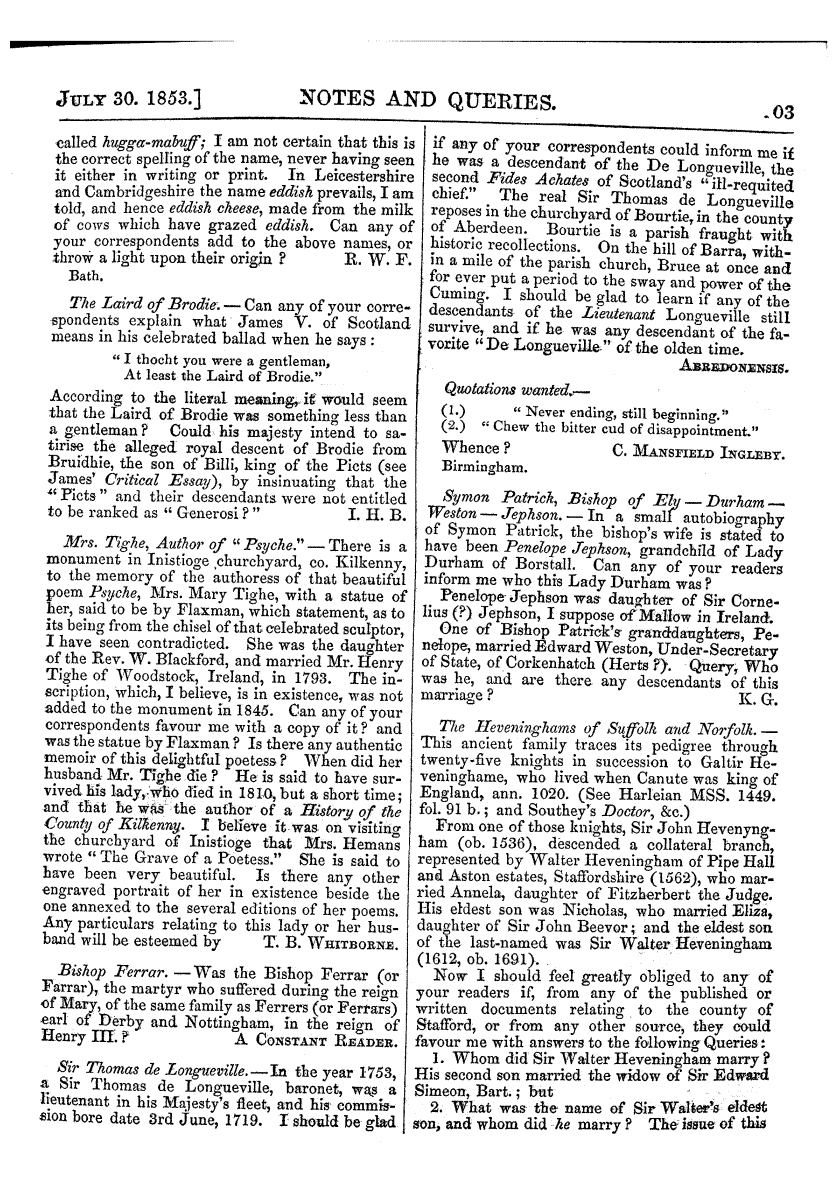 JULY 30. 1853.] NOTES AND QUERIES. 03
called hugga-mabuff; I am not certain that this is
the correct spelling of the name, never having seen
it either in writing or print. In Leicestershire
and Cambridgeshire the name eddish prevails, I am
told, and hence eddish cheese, made from the milk
of cows which have grazed eddish. Can any of
your correspondents add to the above names, or
throw a light upon their origin? R. W. F.
Bath.
The Laird of Brodie. — Can any of your corre-
spondents explain what James V. of Scotland
means in his celebrated ballad when he says:
"I thocht you were a gentleman,
At least the Laird of Brodie."
According to the literal meaning, it would seem
that the Laird of Brodie was something less than
a gentleman? Could his majesty intend to sa-
tirise the alleged royal descent of Brodie from
Bruidhie, the son of Billi, king of the Picts (see
James' Critical Essay), by insinuating that the
"Picts" and their descendants were not entitled
to be ranked as "Generosi?" I. H. B.
Mrs. Tighe, Author of "Psyche." — There is a
monument in Inistioge churchyard, co. Kilkenny,
to the memory of the authoress of that beautiful
poem Psyche, Mrs. Mary Tighe, with a statue of
her, said to be by Flaxman, which statement, as to
its being from the chisel of that celebrated sculptor,
I have seen contradicted. She was the daughter
of the Rev. W. Blackford, and married Mr. Henry
Tighe of Woodstock, Ireland, in 1793. The in-
scription, which, I believe, is in existence, was not
added to the monument in 1845. Can any of your
correspondents favour me with a copy of it? and
was the statue by Flaxman? Is there any authentic
memoir of this delightful poetess? When did her
husband Mr. Tighe die? He is said to have sur-
vived his lady, who died in 1810, but a short time;
and that he was the author of a History of the
County of Kilkenny. I believe it was on visiting
the churchyard of Inistioge that Mrs. Hemans
wrote "The Grave of a Poetess." She is said to
have been very beautiful. Is there any other
engraved portrait of her in existence beside the
one annexed to the several editions of her poems.
Any particulars relating to this lady or her hus-
band will be esteemed by T. B. WHITBORNE.
Bishop Ferrar. — Was the Bishop Ferrar (or
Farrar), the martyr who suffered during the reign
of Mary, of the same family as Ferrers (or Ferrars)
earl of Derby and Nottingham, in the reign of
Henry III.? A CONSTANT READER.
Sir Thomas de Longueville. — In the year 1753,
a Sir Thomas de Longueville, baronet, was a
lieutenant in his Majesty's fleet, and his commis-
sion bore date 3rd June, 1719. I should be glad
if any of your correspondents could inform me if
he was a descendant of the De Longueville, the
second Fides Achates of Scotland's "ill-requited
chief." The real Sir Thomas de Longueville
reposes in the churchyard of Bourtie, in the county
of Aberdeen. Bourtie is a parish fraught with
historic recollections. On the hill of Barra, with-
in a mile of the parish church, Bruce at once and
for ever put a period to the sway and power of the
Cuming. I should be glad to learn if any of the
descendants of the Lieutenant Longueville still
survive, and if he was any descendant of the fa-
vorite "De Longueville" of the olden time.
ABREDONENSIS.
Quotations wanted. —
(1.) "Never ending, still beginning."
(2.) "Chew the bitter cud of disappointment."
Whence? C. MANSFIELD INGLEBY.
Birmingham.
Symon Patrick, Bishop of Ely — Durham —
Weston — Jephson. — In a small autobiography
of Symon Patrick, the bishop's wife is stated to
have been Penelope Jephson, grandchild of Lady
Durham of Borstall. Can any of your readers
inform me who this Lady Durham was?
Penelope Jephson was daughter of Sir Corne-
lius (?) Jephson, I suppose of Mallow in Ireland.
One of Bishop Patrick's granddaughters, Pe-
nelope, married Edward Weston, Under-Secretary
of State, of Corkenhatch (Herts?). Query, Who
was he, and are there any descendants of this
marriage? K. G.
The Heveninghams of Suffolk and Norfolk. —
This ancient family traces its pedigree through
twenty-five knights in succession to Galtir He-
veninghame, who lived when Canute was king of
England, ann. 1020. (See Harleian MSS. 1449.
fol. 91 b.; and Southey's Doctor, &c.)
From one of those knights, Sir John Hevenyng-
ham (ob. 1536), descended a collateral branch,
represented by Walter Heveningham of Pipe Hall
and Aston estates, Staffordshire (1562), who mar-
ried Annela, daughter of Fitzherbert the Judge.
His eldest son was Nicholas, who married Eliza,
daughter of Sir John Beevor; and the eldest son
of the last-named was Sir Walter Heveningham
(1612, ob. 1691).
Now I should feel greatly obliged to any of
your readers if, from any of the published or
written documents relating to the county of
Stafford, or from any other source, they could
favour me with answers to the following Queries:
1. Whom did Sir Walter Heveningham marry?
His second son married the widow of Sir Edward
Simeon, Bart.; but
2. What was the name of Sir Walter's eldest
son, and whom did he marry? The issue of this